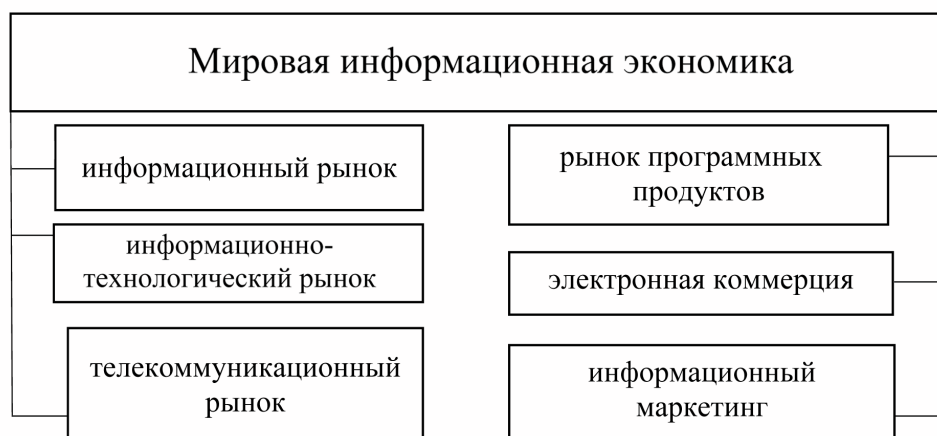 Мировая информационная экономика
информационный рынок
информационно-
технологический рынок
телекоммуникационный
рынок
рынок программных
продуктов
электронная коммерция
информационный
маркетинг